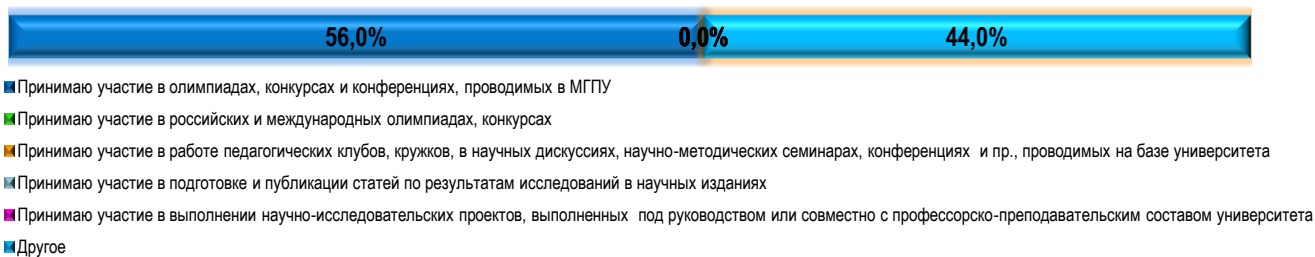 56,0% 0,0% 44,0%
Принимаю участие в олимпиадах, конкурсах и конференциях, проводимых в МГПУ
Принимаю участие в российских и международных олимпиадах, конкурсах
Принимаю участие в работе педагогических клубов, кружков, в научных дискуссиях, научно-методических семинарах, конференциях и пр., проводимых на базе университета
Принимаю участие в подготовке и публикации статей по результатам исследований в научных изданиях
Принимаю участие в выполнении научно-исследовательских проектов, выполненных под руководством или совместно с профессорско-преподавательским составом университета
Другое